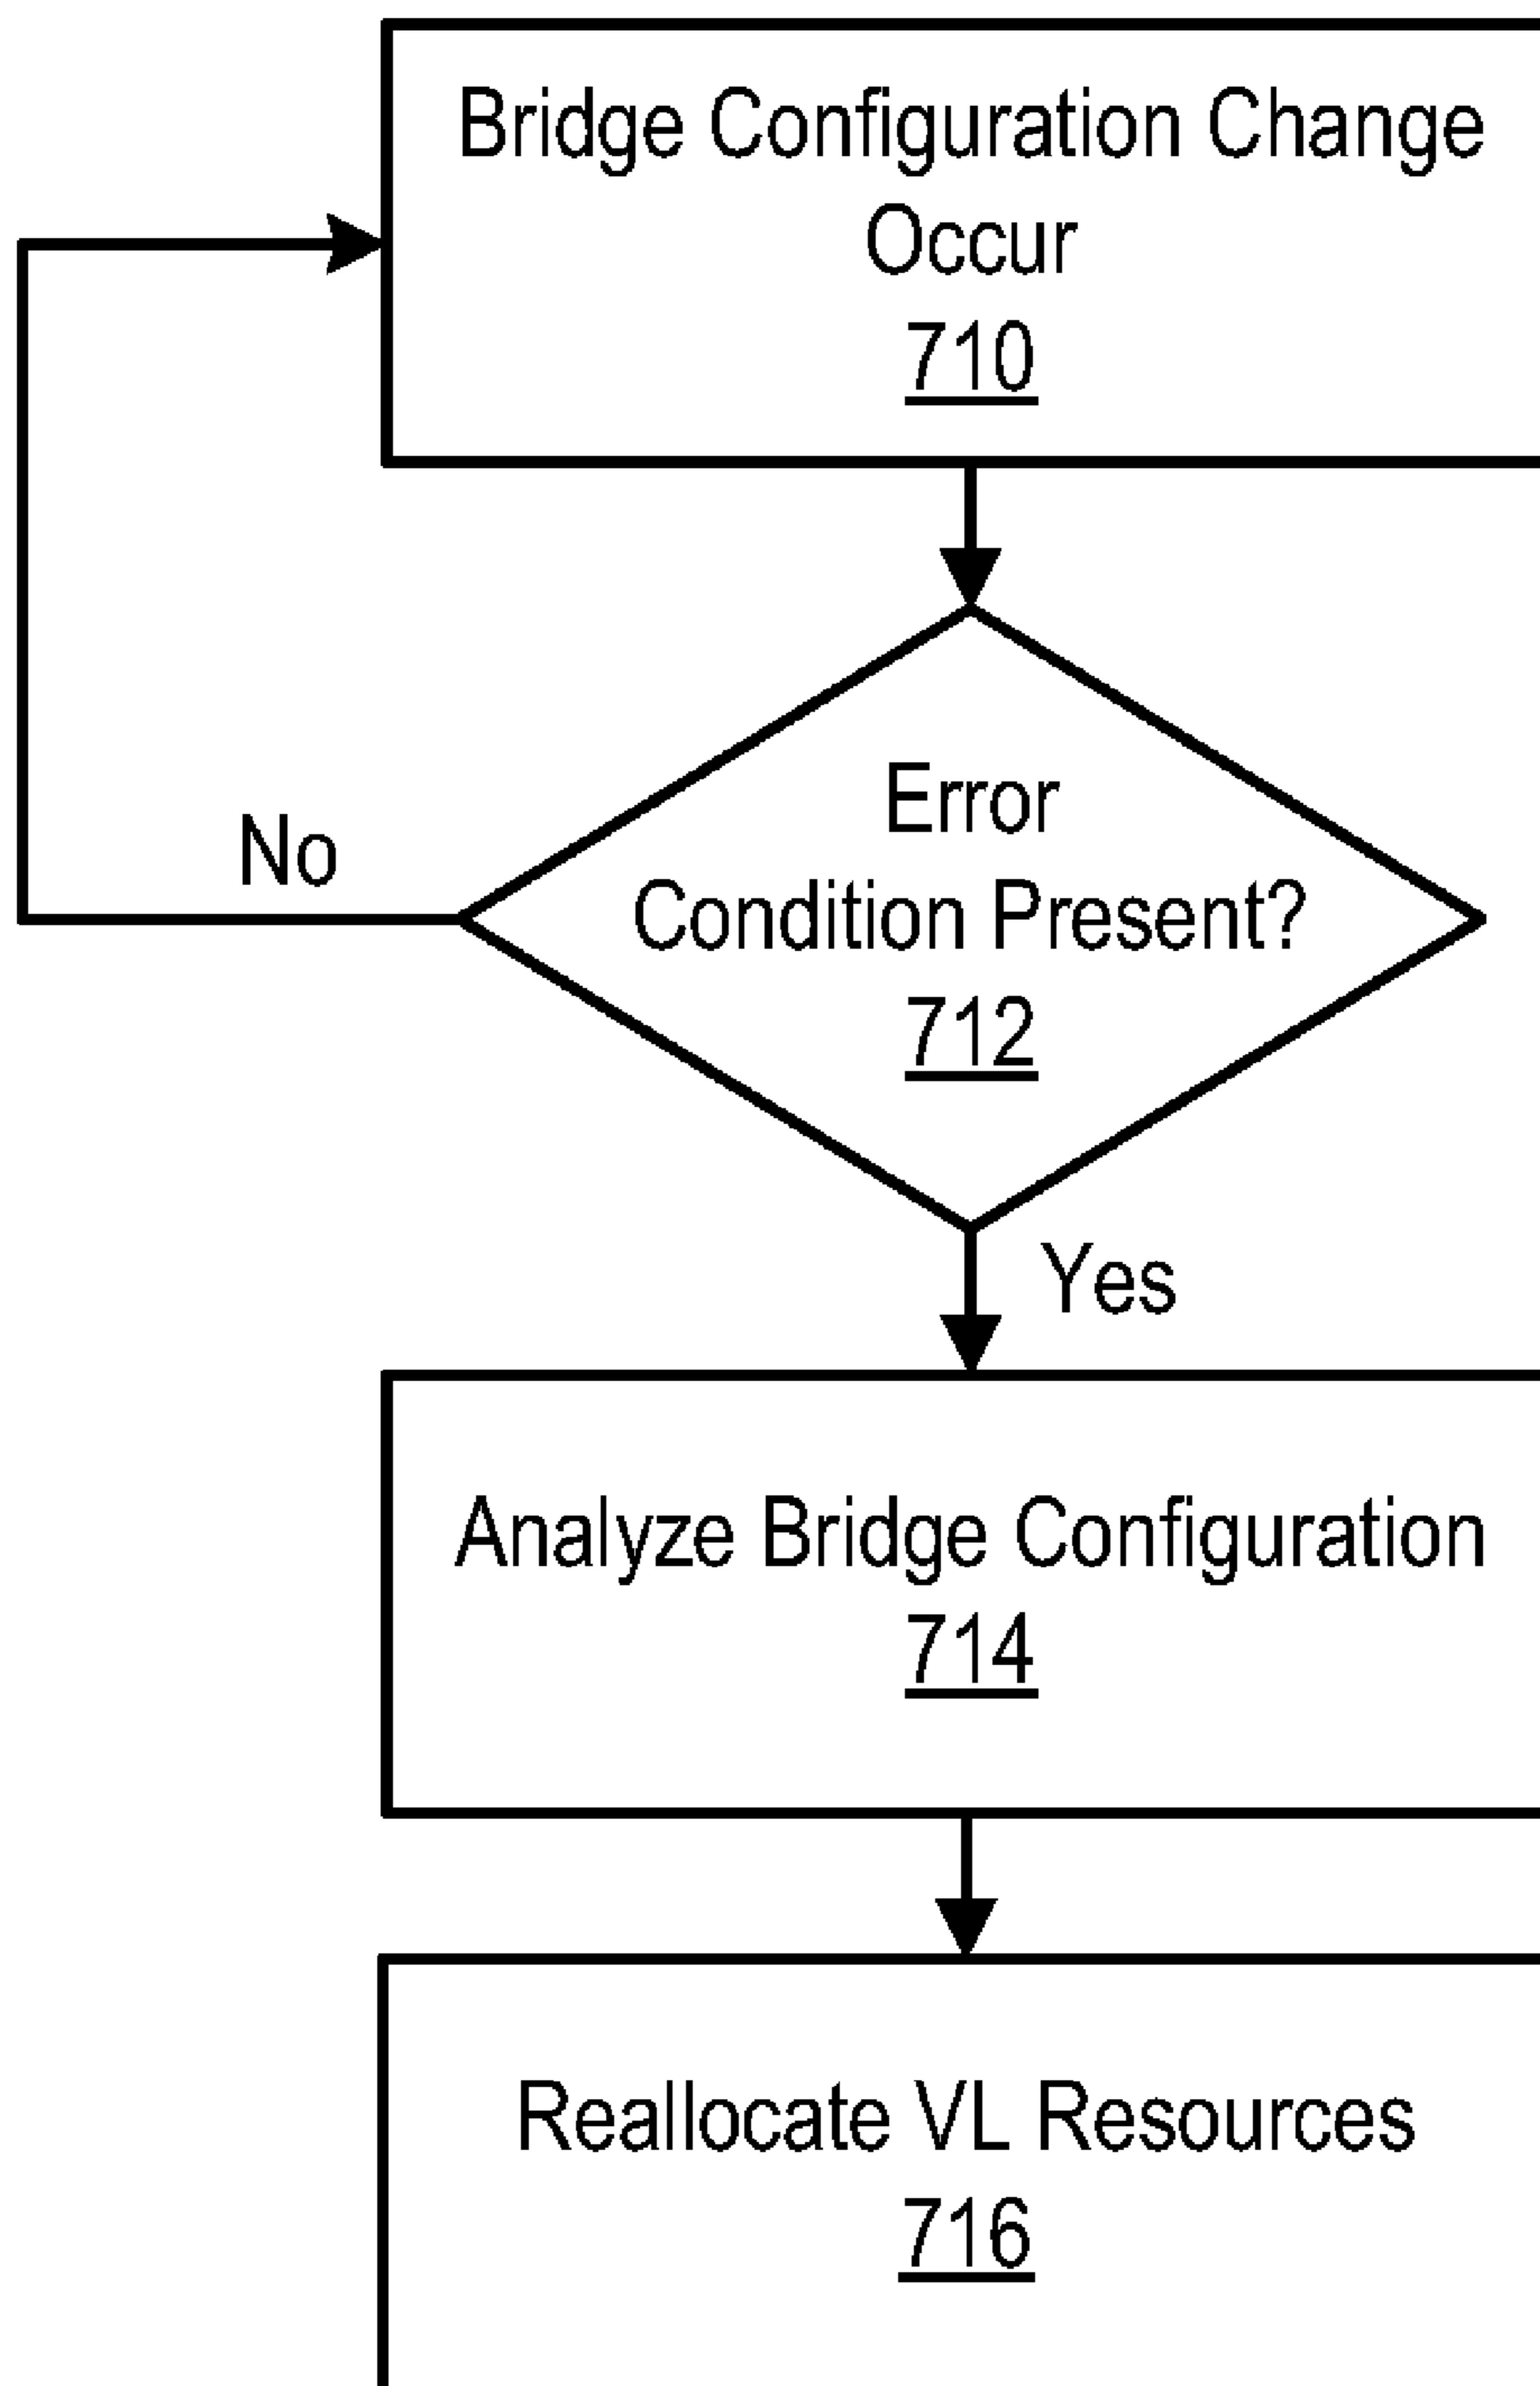 Bridge Configuration Change
Occur
710
Error
Condition Present?
712
No
Yes
Analyze Bridge Configuration
714
Reallocate VL Resources
716